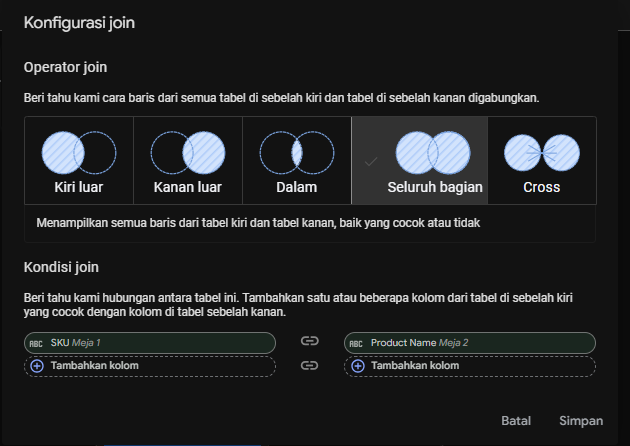 Konfigurasi join
Operator join
Beri tahu kami cara baris dari semua tabel di sebelah kiri dan tabel di sebelah kanan digabungkan.
Kiri luar
Kanan luar
Dalam
Seluruh bagian
Cross
Menampilkan semua baris dari tabel kiri dan tabel kanan, baik yang cocok atau tidak
Kondisi join
Beri tahu kami hubungan antara tabel ini. Tambahkan satu atau beberapa kolom dari tabel di sebelah kiri
yang cocok dengan kolom di tabel sebelah kanan.
ABC SKU Meja 1
ABC Product Name Meja 2
Tambahkan kolom
Tambahkan kolom
Batal
Simpan